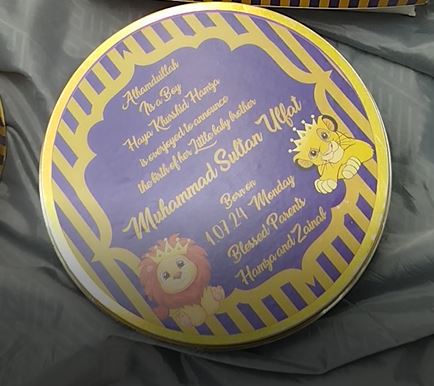 Alhamdulillah
Its a Boy
Haya Khurshid Hamza
is overjoyed to announce
the birth of her Little baby brother
Muhammad Sultan Ulfat
Born on
1.07.24 Monday
Blessed Parents
Hamza and Zainab